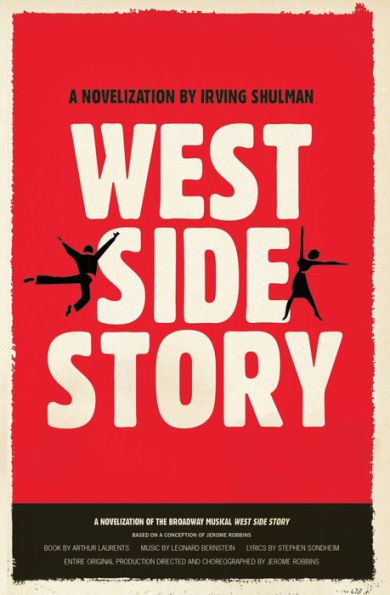 A NOVELIZATION BY IRVING SHULMAN
WEST
SIDE
STORY
A NOVELIZATION OF THE BROADWAY MUSICAL WEST SIDE STORY
BASED ON A CONCEPTION OF JEROME ROBBINS
BOOK BY ARTHUR LAURENTS MUSIC BY LEONARD BERNSTEIN LYRICS BY STEPHEN SONDHEIM
ENTIRE ORIGINAL PRODUCTION DIRECTED AND CHOREOGRAPHED BY JEROME ROBBINS